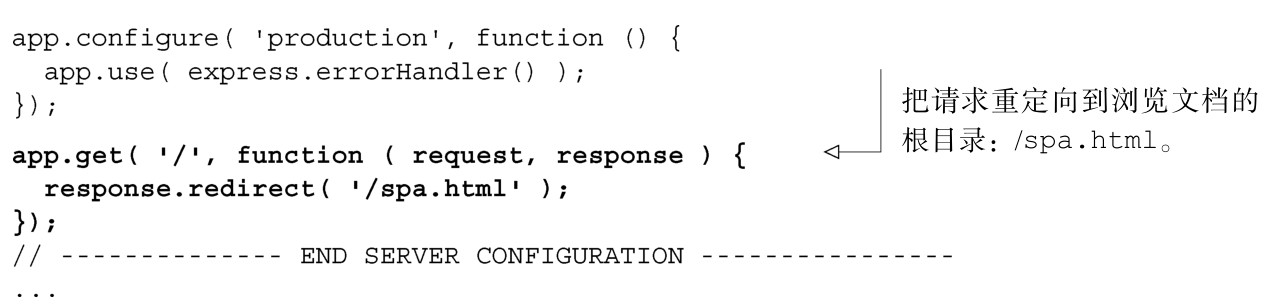 app.configure( 'production', function () {
  app.use( express.errorHandler() );
});
app.get( '/', function ( request, response ) {
  response.redirect( '/spa.html' );
});
// -------------- END SERVER CONFIGURATION ----------------
...
把请求重定向到浏览文档的
根目录：/spa.html。